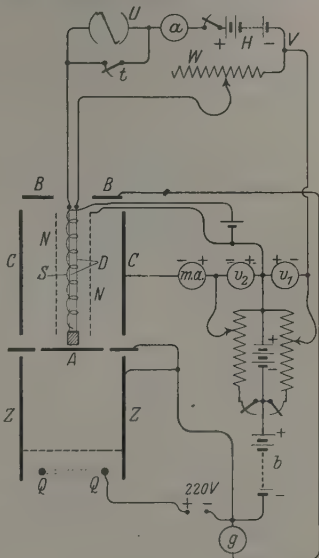 U a + H - V
t W
B B
N D
C S C N
- + m.a. - + v₂ + - v₁
A
+ -
Z Z
+ b -
Q Q 220V + -
g